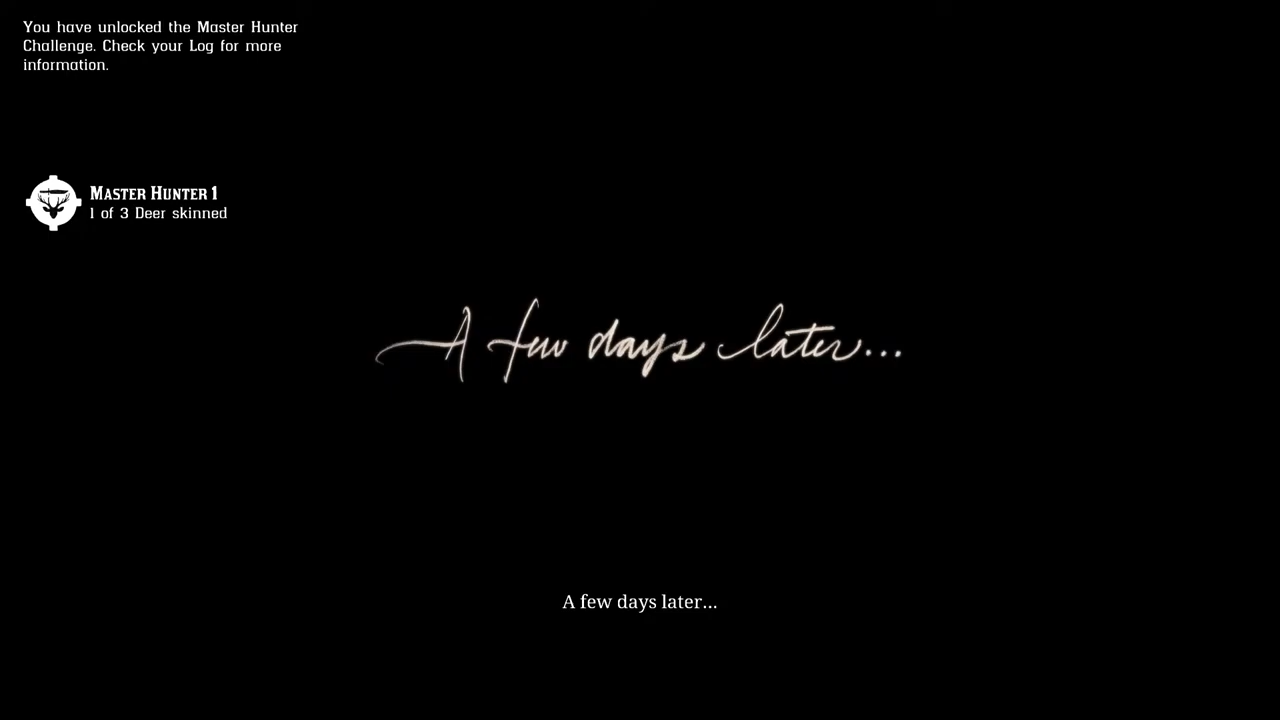 You have unlocked the Master Hunter
Challenge. Check your Log for more
information.
Master Hunter 1
1 of 3 Deer skinned
A few days later...
A few days later...